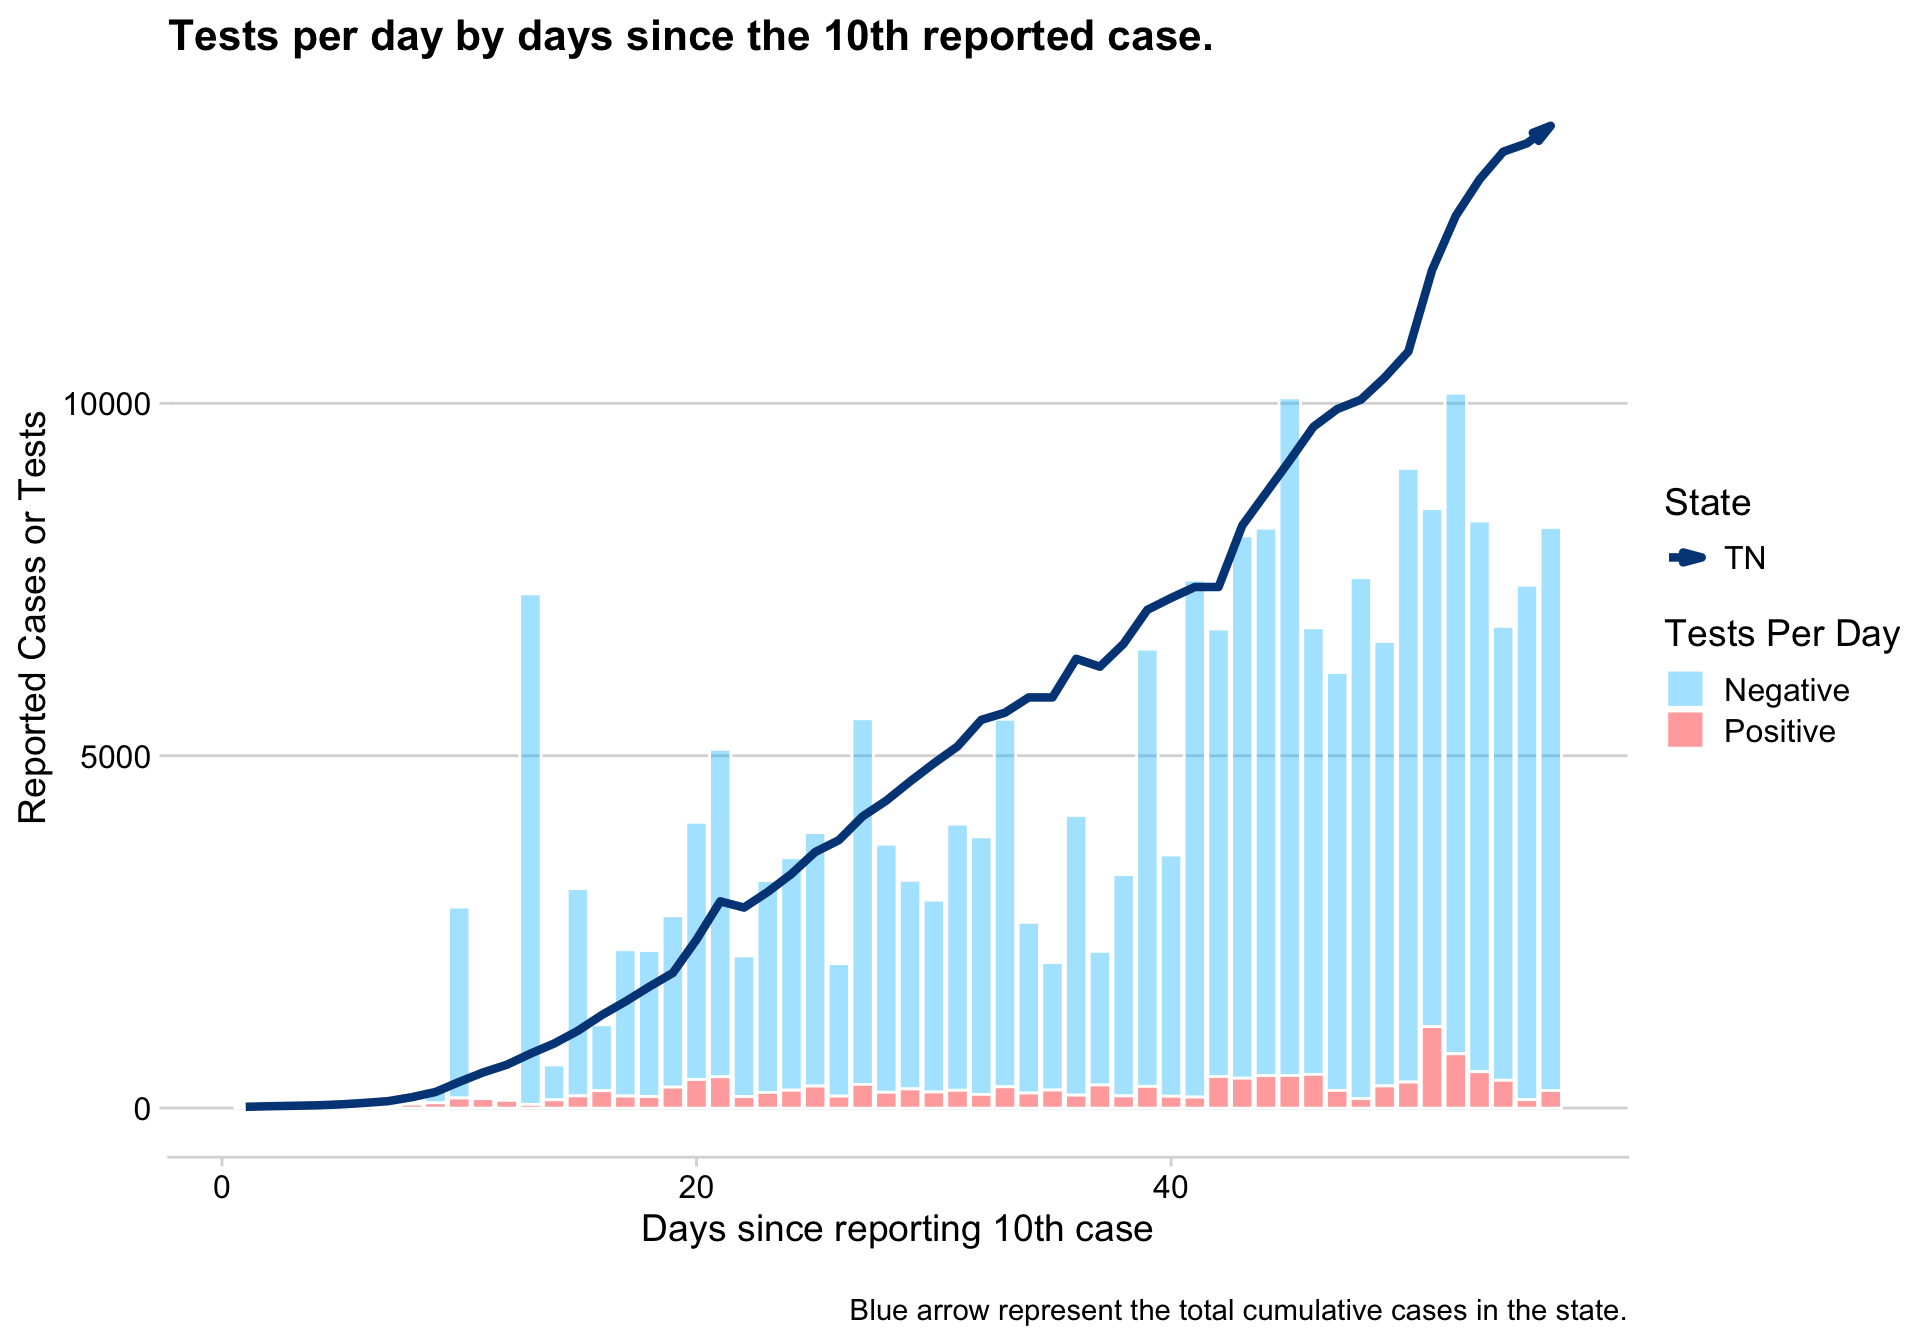 Tests per day by days since the 10th reported case.
Reported Cases or Tests
10000
5000
0
0
20
40
Days since reporting 10th case
State
TN
Tests Per Day
Negative
Positive
Blue arrow represent the total cumulative cases in the state.